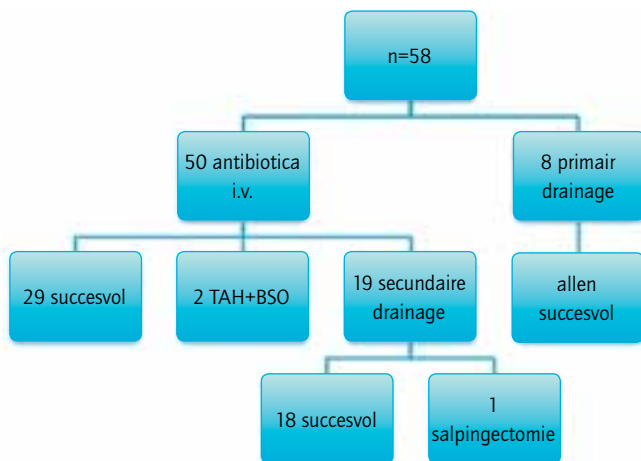 n=58
50 antibiotica
i.v.
8 primair
drainage
29 succesvol
2 TAH+BSO
19 secundaire
drainage
allen
succesvol
18 succesvol
1
salpingectomie